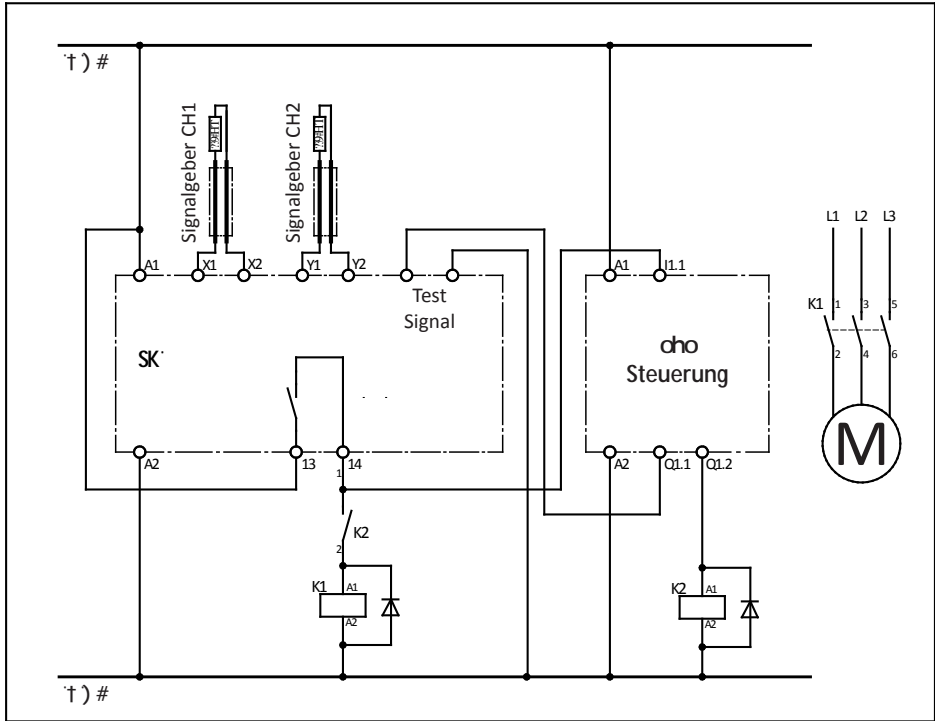 Signalgeber CH1
Signalgeber CH2
A1
X1
X2
Y1
Y2
Test
Signal
A1
I1.1
L1
L2
L3
K1
1
3
5
2
4
6
M
SK
Steuerung
A2
13
14
A2
Q1.1
Q1.2
1
K2
2
K1
A1
A2
K2
A1
A2